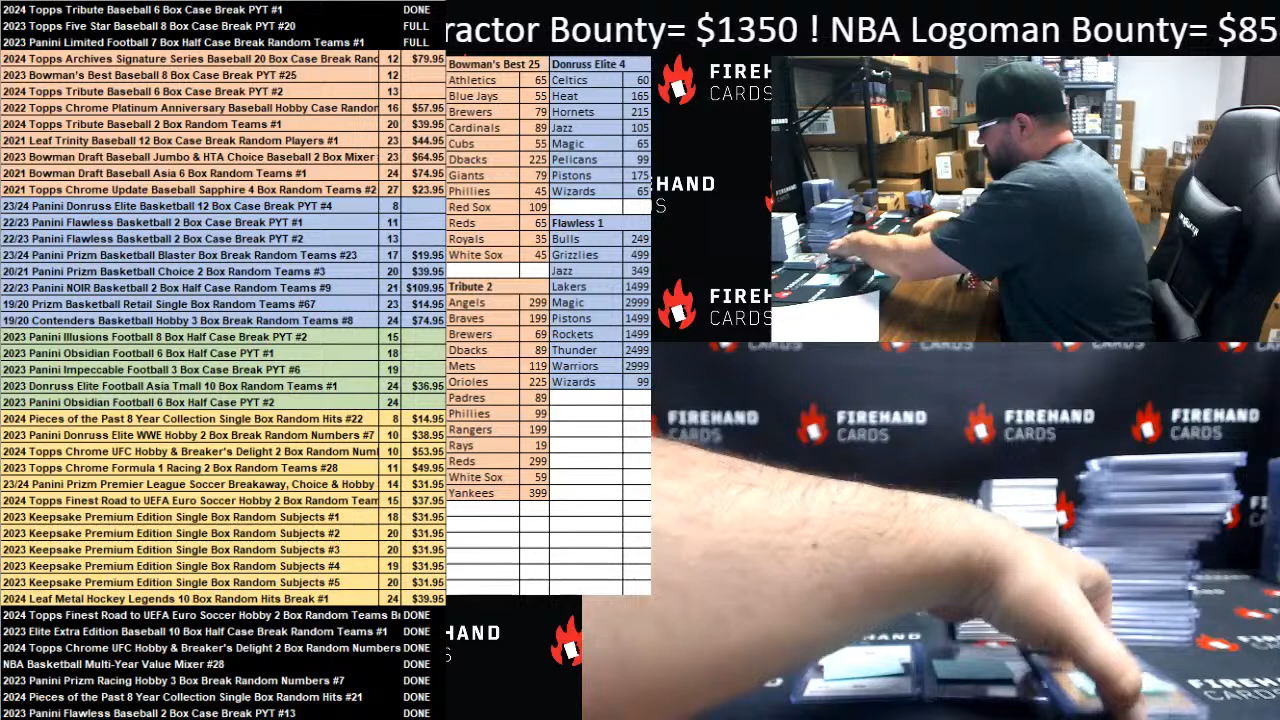 ractor Bounty= $1350 ! NBA Logoman Bounty= $85
2024 Topps Tribute Baseball 6 Box Case Break PYT #1 DONE
2023 Topps Five Star Baseball 8 Box Case Break PYT #20 FULL
2023 Panini Limited Football 7 Box Half Case Break Random Teams #1 FULL
2024 Topps Archives Signature Series Baseball 20 Box Case Break Rand 12 $79.95
2023 Bowman's Best Baseball 8 Box Case Break PYT #25 12
2024 Topps Tribute Baseball 6 Box Case Break PYT #2 13
2022 Topps Chrome Platinum Anniversary Baseball Hobby Case Randor 16 $57.95
2024 Topps Tribute Baseball 2 Box Random Teams #1 20 $39.95
2021 Leaf Trinity Baseball 12 Box Case Break Random Players #1 23 $44.95
2023 Bowman Draft Baseball Jumbo & HTA Choice Baseball 2 Box Mixer 23 $64.95
2021 Bowman Draft Baseball Asia 6 Box Random Teams #1 24 $74.95
2021 Topps Chrome Update Baseball Sapphire 4 Box Random Teams #2 27 $23.95
23/24 Panini Donruss Elite Basketball 12 Box Case Break PYT #4 8
22/23 Panini Flawless Basketball 2 Box Case Break PYT #1 11
22/23 Panini Flawless Basketball 2 Box Case Break PYT #2 13
23/24 Panini Prizm Basketball Blaster Box Break Random Teams #23 17 $19.95
20/21 Panini Prizm Basketball Choice 2 Box Random Teams #3 20 $39.95
22/23 Panini NOIR Basketball 2 Box Half Case Random Teams #9 21 $109.95
19/20 Prizm Basketball Retail Single Box Random Teams #67 23 $14.95
19/20 Contenders Basketball Hobby 3 Box Break Random Teams #8 24 $74.95
2023 Panini Illusions Football 8 Box Half Case Break PYT #2 15
2023 Panini Obsidian Football 6 Box Half Case PYT #1 18
2023 Panini Impeccable Football 3 Box Case Break PYT #6 19
2023 Donruss Elite Football Asia Tmall 10 Box Random Teams #1 24 $36.95
2023 Panini Obsidian Football 6 Box Half Case PYT #2 24
2024 Pieces of the Past 8 Year Collection Single Box Random Hits #22 8 $14.95
2023 Panini Donruss Elite WWE Hobby 2 Box Break Random Numbers #7 10 $38.95
2024 Topps Chrome UFC Hobby & Breaker's Delight 2 Box Random Numl 10 $53.95
2023 Topps Chrome Formula 1 Racing 2 Box Random Teams #28 11 $49.95
23/24 Panini Prizm Premier League Soccer Breakaway, Choice & Hobby 14 $31.95
2024 Topps Finest Road to UEFA Euro Soccer Hobby 2 Box Random Team 15 $37.95
2023 Keepsake Premium Edition Single Box Random Subjects #1 18 $31.95
2023 Keepsake Premium Edition Single Box Random Subjects #2 20 $31.95
2023 Keepsake Premium Edition Single Box Random Subjects #3 20 $31.95
2023 Keepsake Premium Edition Single Box Random Subjects #4 19 $31.95
2023 Keepsake Premium Edition Single Box Random Subjects #5 20 $31.95
2024 Leaf Metal Hockey Legends 10 Box Random Hits Break #1 24 $39.95
2024 Topps Finest Road to UEFA Euro Soccer Hobby 2 Box Random Teams B DONE
2023 Elite Extra Edition Baseball 10 Box Half Case Break Random Teams #1 DONE
2024 Topps Chrome UFC Hobby & Breaker's Delight 2 Box Random Numbers DONE
NBA Basketball Multi-Year Value Mixer #28 DONE
2023 Panini Prizm Racing Hobby 3 Box Break Random Numbers #7 DONE
2024 Pieces of the Past 8 Year Collection Single Box Random Hits #21 DONE
2023 Panini Flawless Baseball 2 Box Case Break PYT #13 DONE
Bowman's Best 25
Athletics 65
Blue Jays 55
Brewers 79
Cardinals 89
Cubs 55
Dbacks 225
Giants 79
Phillies 45
Red Sox 109
Reds 65
Royals 35
White Sox 45
Tribute 2
Angels 299
Braves 199
Brewers 69
Dbacks 89
Mets 119
Orioles 225
Padres 89
Phillies 99
Rangers 199
Rays 19
Reds 299
White Sox 59
Yankees 399
Donruss Elite 4
Celtics 60
Heat 165
Hornets 215
Jazz 105
Magic 65
Pelicans 99
Pistons 175
Wizards 65
Flawless 1
Bulls 249
Grizzlies 499
Jazz 349
Lakers 1499
Magic 2999
Pistons 1499
Rockets 1499
Thunder 2499
Warriors 2999
Wizards 99
FIREH
CARDS
HAND
S
FIREH
CARDS
HAND
CARDS
CARDS
CARDS
FIREHAND
CARDS
FIREHAND
CARDS
FIREHAND
CARDS
FIREHAND
CARDS